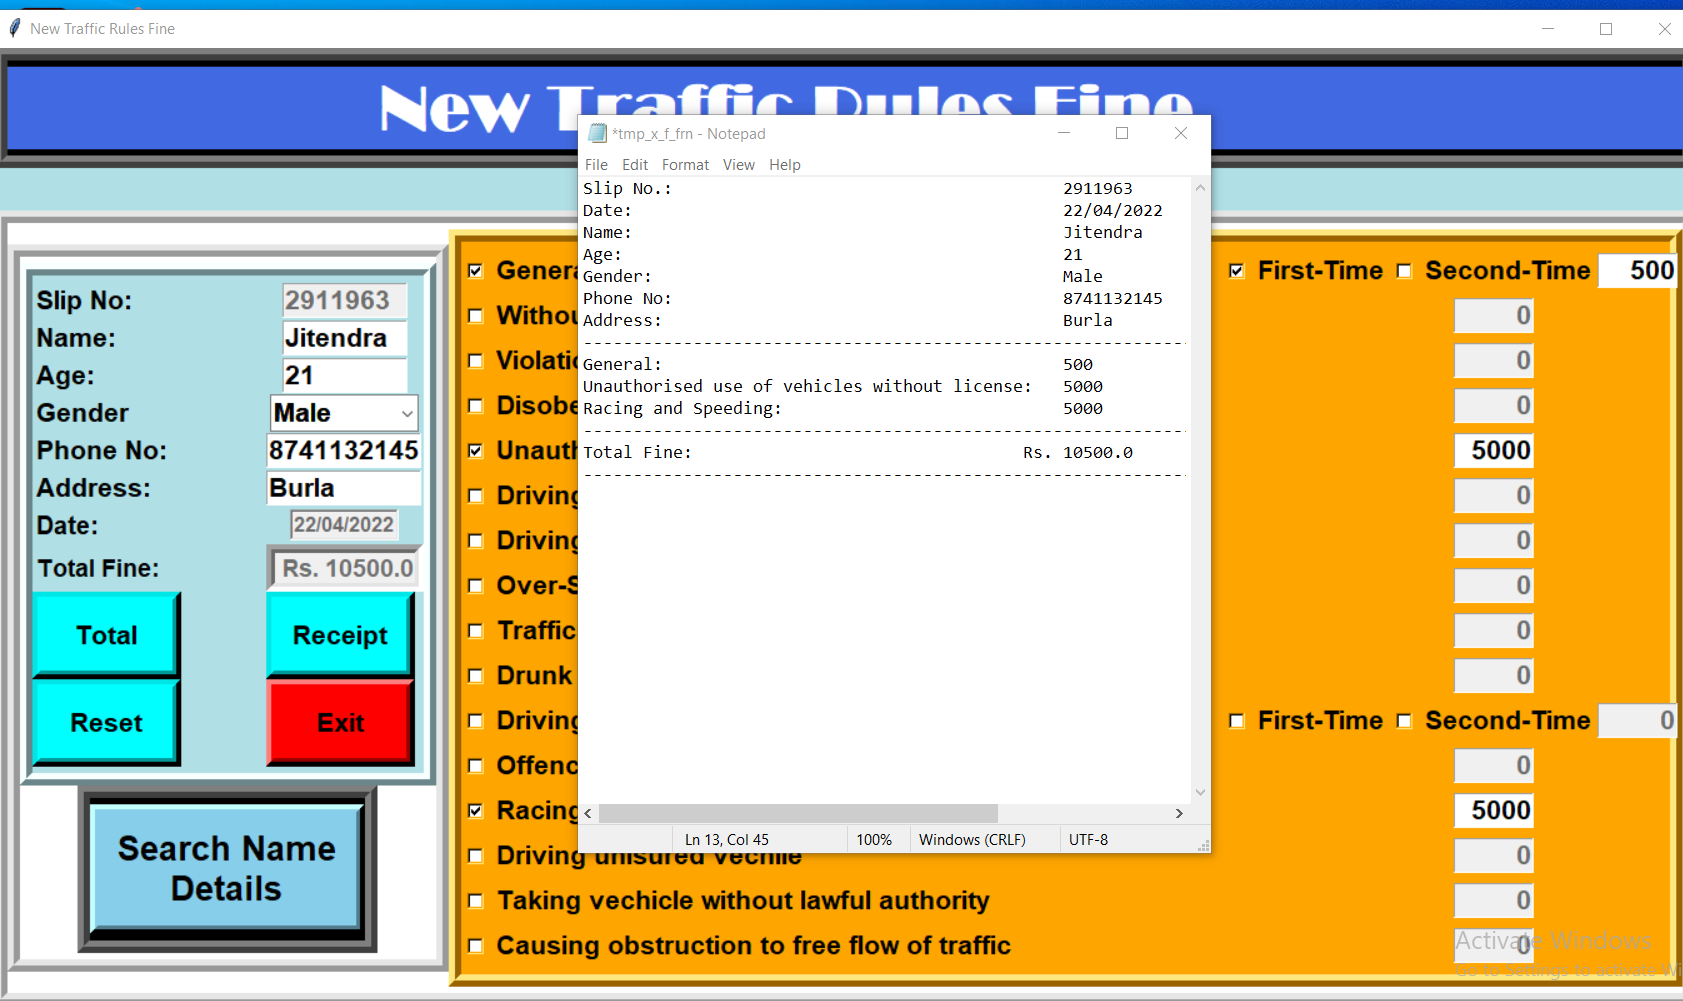 New Traffic Rules Fine
New Traffic Rules Fine
*tmp_x_f_frn - Notepad
File Edit Format View Help
Slip No.: 2911963
Date: 22/04/2022
Name: Jitendra
Age: 21
Gender: Male
Phone No: 8741132145
Address: Burla
--------------------------------------------------------------
General: 500
Unauthorised use of vehicles without license: 5000
Racing and Speeding: 5000
--------------------------------------------------------------
Total Fine: Rs. 10500.0
--------------------------------------------------------------
Ln 13, Col 45 100% Windows (CRLF) UTF-8
Slip No: 2911963
Name: Jitendra
Age: 21
Gender Male
Phone No: 8741132145
Address: Burla
Date: 22/04/2022
Total Fine: Rs. 10500.0
Total Receipt
Reset Exit
Search Name
Details
First-Time Second-Time 500
0
Violatio
0
Disobe
0
Unauth 5000
Driving 0
Driving 0
Over-S 0
Traffic 0
Drunk 0
Driving First-Time Second-Time 0
Offenc 0
Racing 5000
Driving unisured vechile 0
Taking vechicle without lawful authority 0
Causing obstruction to free flow of traffic 0
Activate Windows
Go to Settings to activate Wi